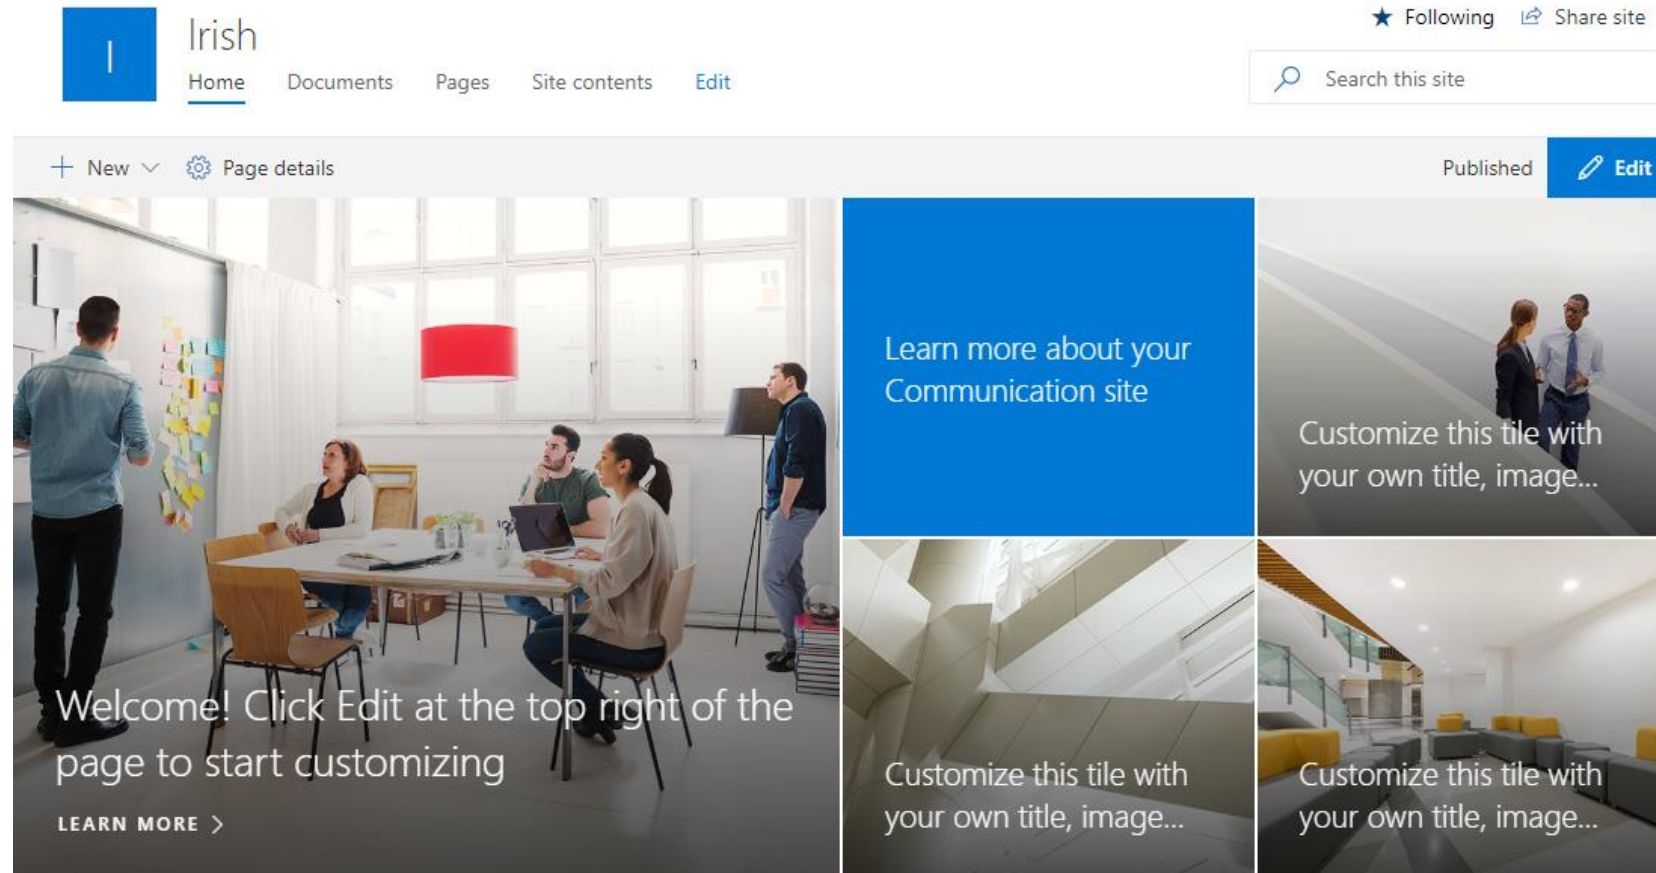 I
Irish
Following Share site
Home Documents Pages Site contents Edit
Search this site
New Page details
Published Edit
Learn more about your
Communication site
Customize this tile with
your own title, image...
Welcome! Click Edit at the top right of the
page to start customizing
LEARN MORE
Customize this tile with
your own title, image...
Customize this tile with
your own title, image...